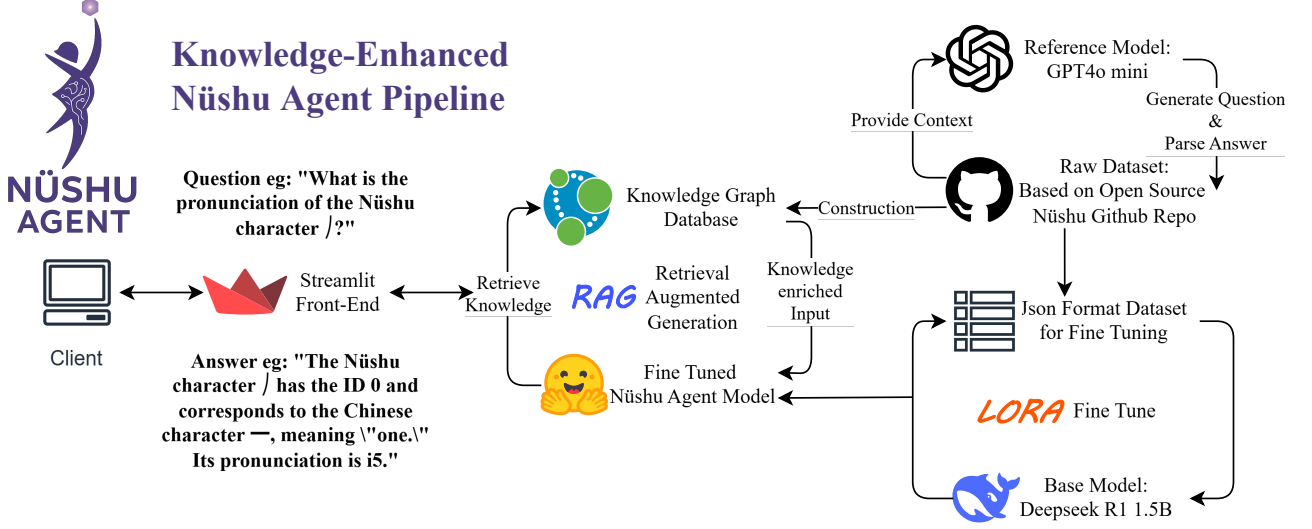 Knowledge-Enhanced
Nüshu Agent Pipeline
NÜSHU
AGENT
Question eg: "What is the
pronunciation of the Nüshu
character 丿?"
Client
Streamlit
Front-End
Answer eg: "The Nüshu
character 丿 has the ID 0 and
corresponds to the Chinese
character 一, meaning \"one.\"
Its pronunciation is i5."
Retrieve
Knowledge
Knowledge Graph
Database
RAG
Retrieval
Augmented
Generation
Knowledge
enriched
Input
Fine Tuned
Nüshu Agent Model
Construction
Provide Context
Reference Model:
GPT4o mini
Generate Question
&
Parse Answer
Raw Dataset:
Based on Open Source
Nüshu Github Repo
Json Format Dataset
for Fine Tuning
LORA Fine Tune
Base Model:
Deepseek R1 1.5B